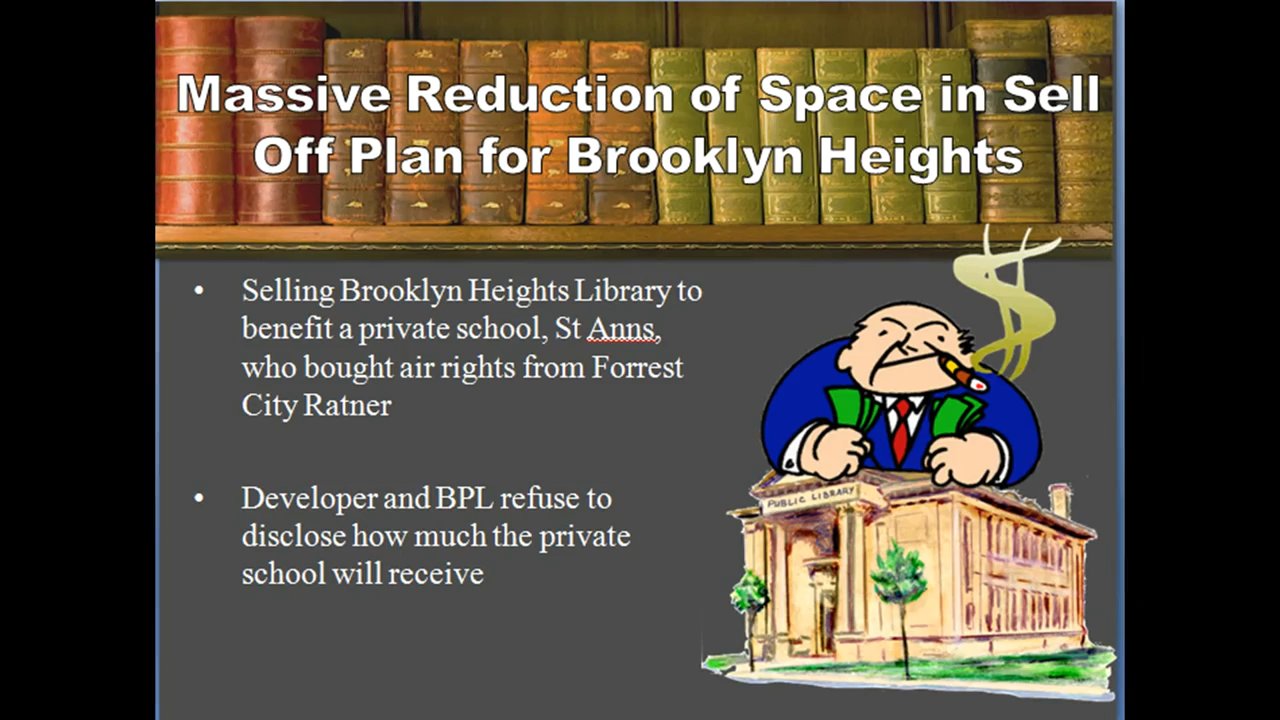 Massive Reduction of Space in Sell
Off Plan for Brooklyn Heights
• Selling Brooklyn Heights Library to
benefit a private school, St Anns,
who bought air rights from Forrest
City Ratner
• Developer and BPL refuse to
disclose how much the private
school will receive
PUBLIC LIBRARY